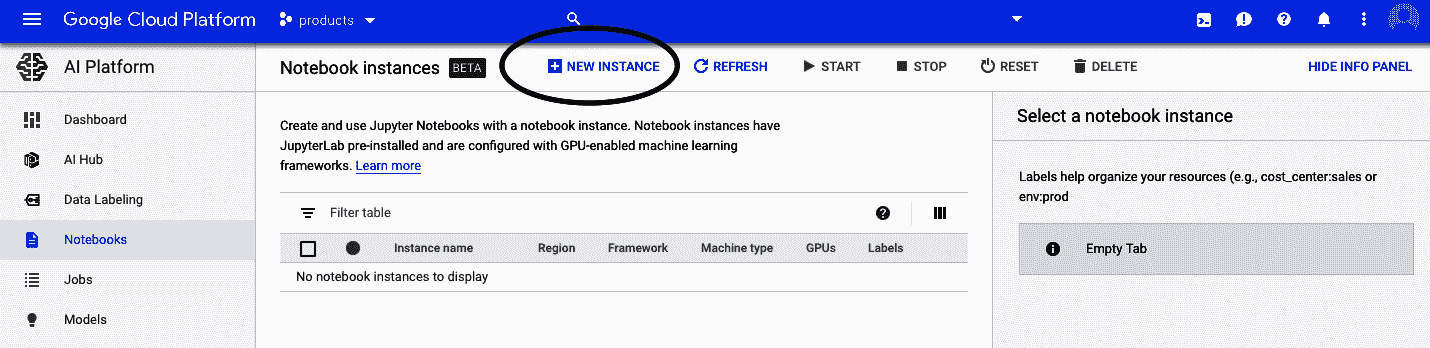 Google Cloud Platform products
AI Platform
Notebook instances BETA NEW INSTANCE REFRESH START STOP RESET DELETE HIDE INFO PANEL
Dashboard
AI Hub
Data Labeling
Notebooks
Jobs
Models
Create and use Jupyter Notebooks with a notebook instance. Notebook instances have
JupyterLab pre-installed and are configured with GPU-enabled machine learning
frameworks. Learn more
Filter table
Instance name Region Framework Machine type GPUs Labels
No notebook instances to display
Select a notebook instance
Labels help organize your resources (e.g., cost_center:sales or
env:prod
Empty Tab